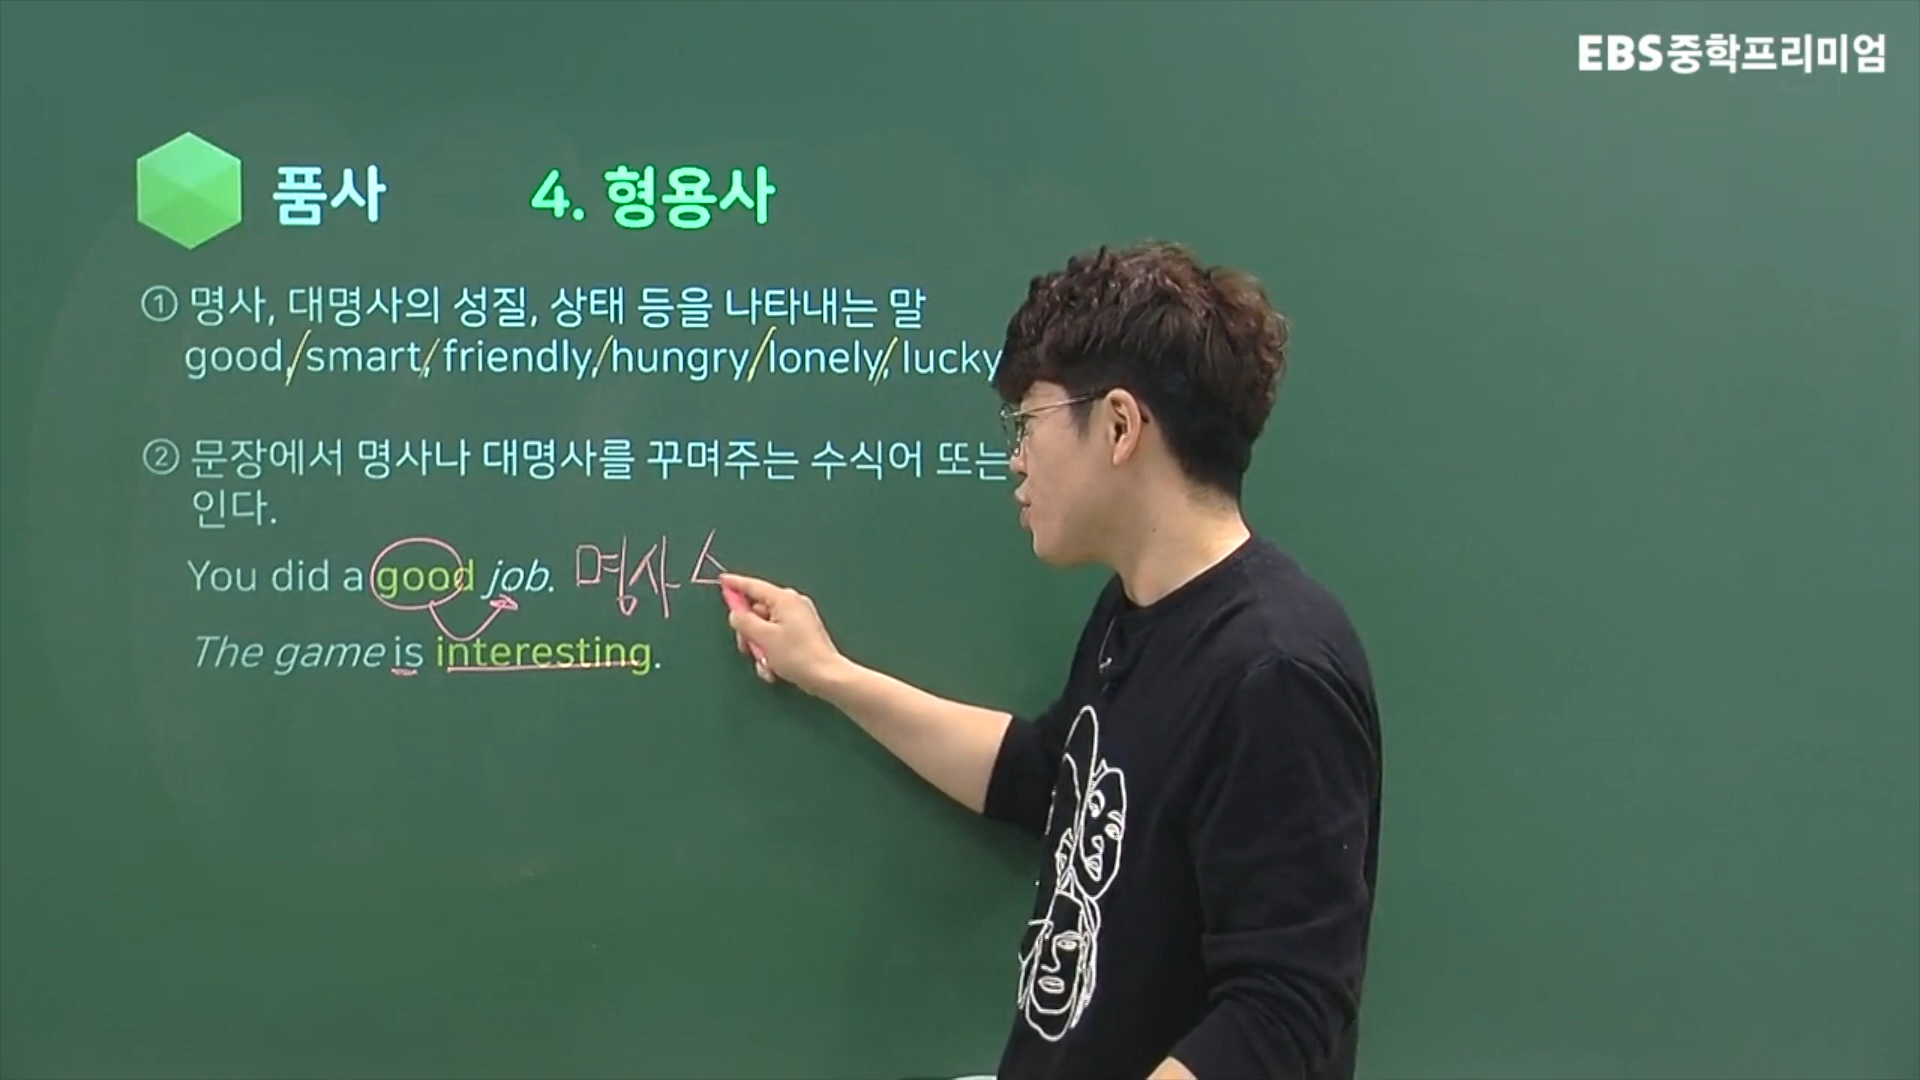 EBS중학프리미엄
품사 4. 형용사
① 명사, 대명사의 성질, 상태 등을 나타내는 말
good, smart, friendly, hungry, lonely, lucky
② 문장에서 명사나 대명사를 꾸며주는 수식어 또는
인다.
You did a good job. 명사 스
The game is interesting.